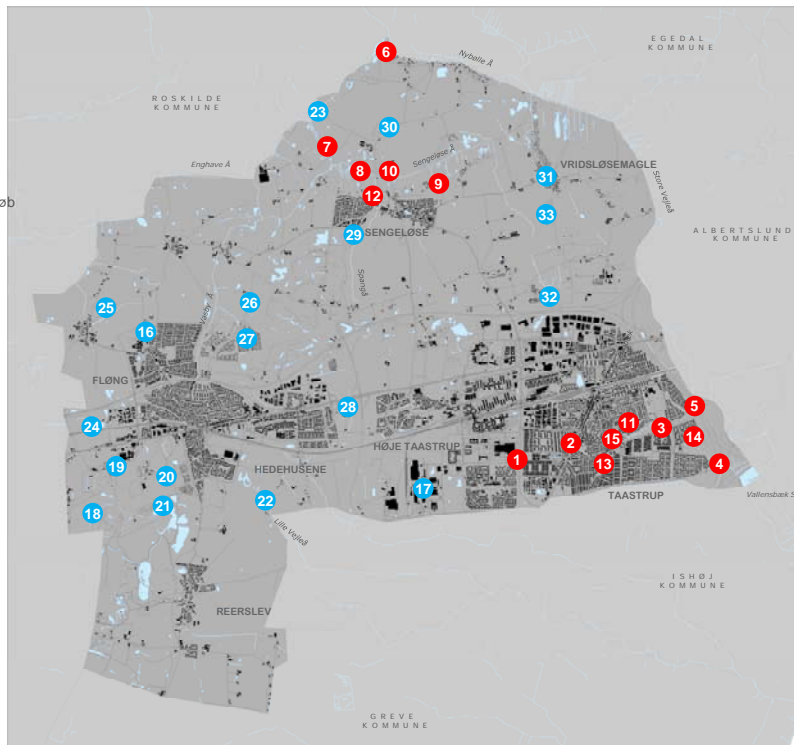 EGEDAL
KOMMUNE
6
Nybølle Å
ROSKILDE
KOMMUNE
23
30
7
Enghave Å
8
10
Sengeløse Å
9
12
VRIDSLØSEMAGLE
31
Store Vejleå
øb
33
29
SENGELØSE
ALBERTSLUND
KOMMUNE
Spangå
25
26
32
16
27
FLØNG
28
5
24
11
3
14
2
15
HØJE TAASTRUP
1
13
4
19
20
HEDEHUSENE
17
TAASTRUP
18
21
22
Lille Vejleå
Vallensbæk S
ISHØJ
KOMMUNE
REERSLEV
GREVE
KOMMUNE